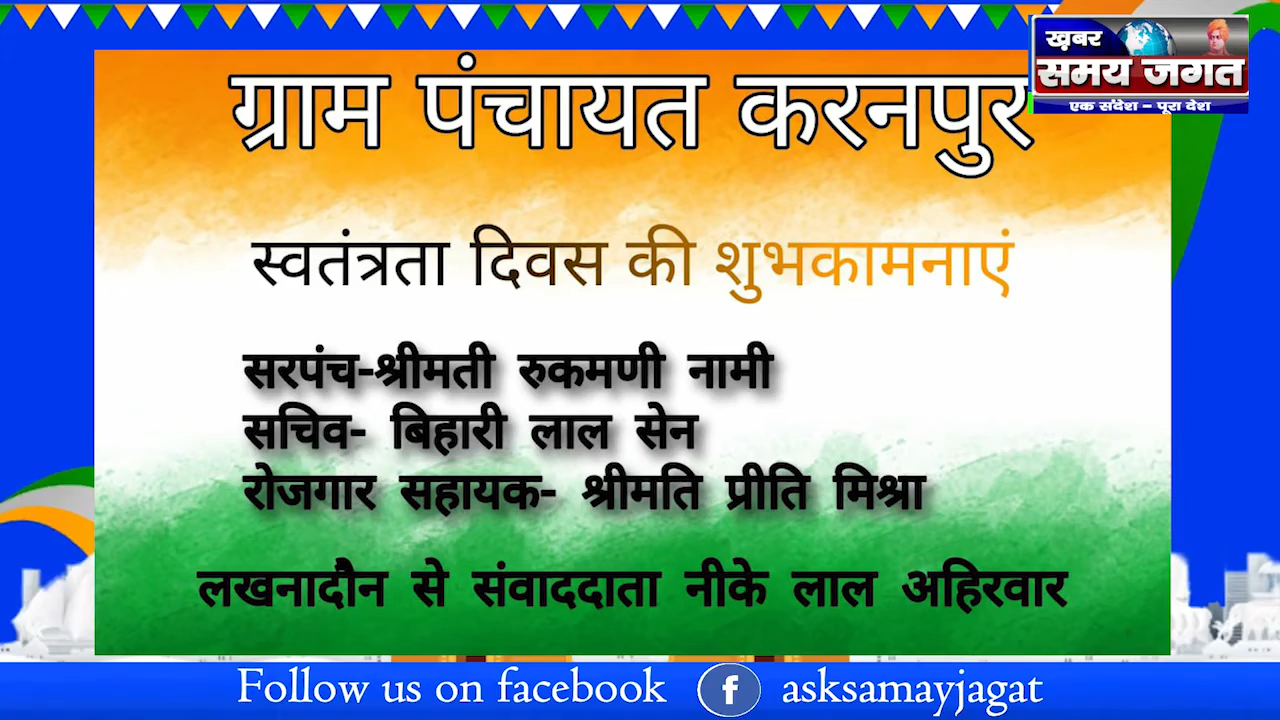 ख़बर
समय जगत
एक संदेश – पूरा देश
ग्राम पंचायत करनपुर
स्वतंत्रता दिवस की शुभकामनाएं
सरपंच-श्रीमती रुकमणी नामी
सचिव- बिहारी लाल सेन
रोजगार सहायक- श्रीमति प्रीति मिश्रा
लखनादौन से संवाददाता नीके लाल अहिरवार
Follow us on facebook f asksamayjagat